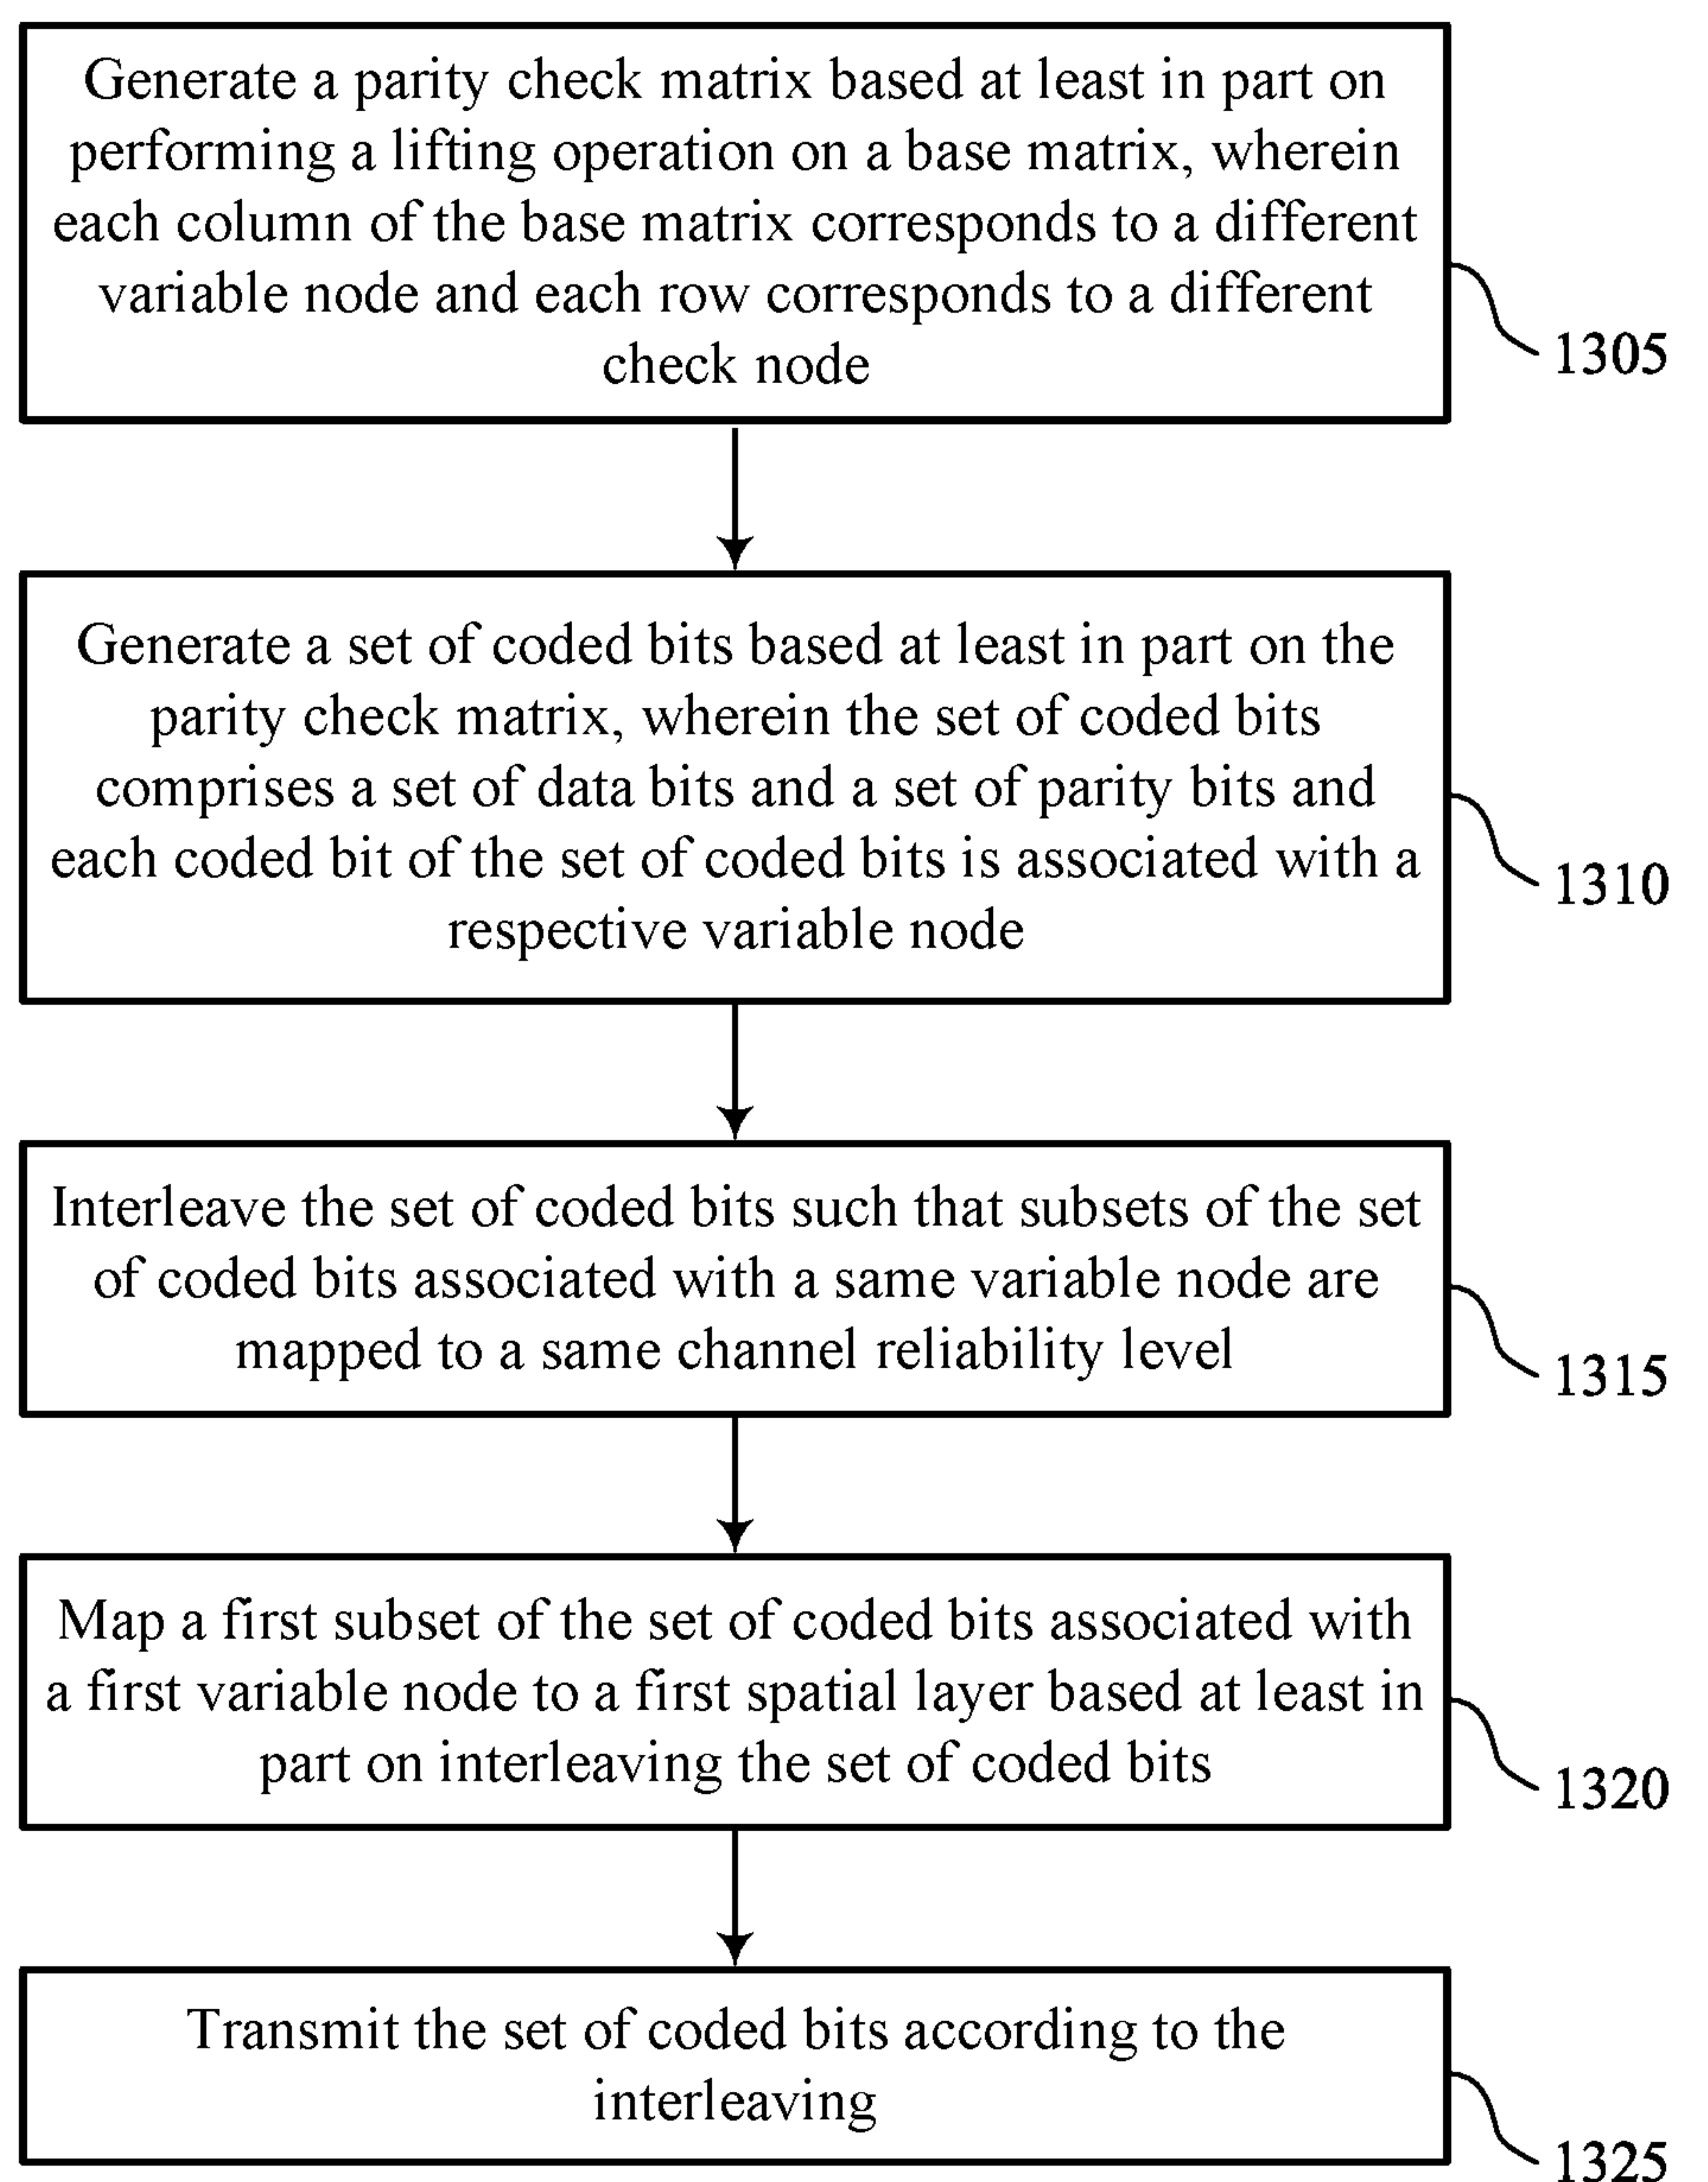 Generate a parity check matrix based at least in part on
performing a lifting operation on a base matrix, wherein
each column of the base matrix corresponds to a different
variable node and each row corresponds to a different
check node
1305
Generate a set of coded bits based at least in part on the
parity check matrix, wherein the set of coded bits
comprises a set of data bits and a set of parity bits and
each coded bit of the set of coded bits is associated with a
respective variable node
1310
Interleave the set of coded bits such that subsets of the set
of coded bits associated with a same variable node are
mapped to a same channel reliability level
1315
Map a first subset of the set of coded bits associated with
a first variable node to a first spatial layer based at least in
part on interleaving the set of coded bits
1320
Transmit the set of coded bits according to the
interleaving
1325